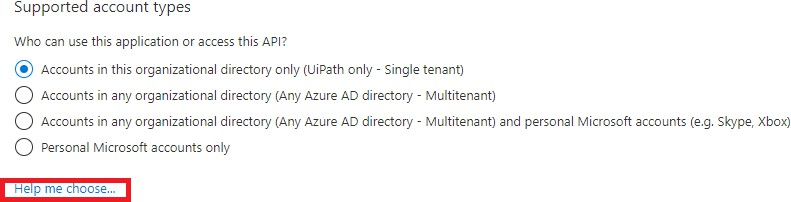 Supported account types
Who can use this application or access this API?
Accounts in this organizational directory only (UiPath only - Single tenant)
Accounts in any organizational directory (Any Azure AD directory - Multitenant)
Accounts in any organizational directory (Any Azure AD directory - Multitenant) and personal Microsoft accounts (e.g. Skype, Xbox)
Personal Microsoft accounts only
Help me choose...